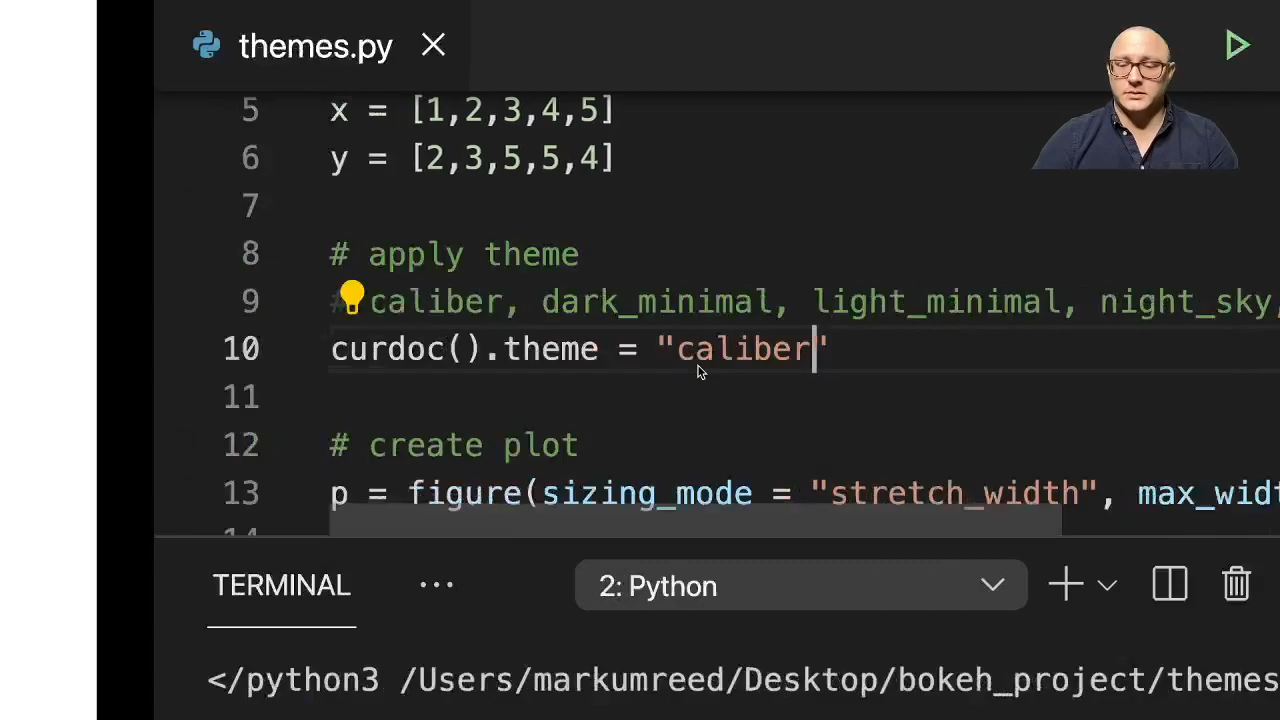 themes.py
5 x = [1,2,3,4,5]
6 y = [2,3,5,5,4]
7
8 # apply theme
9 # caliber, dark_minimal, light_minimal, night_sky,
10 curdoc().theme = "caliber"
11
12 # create plot
13 p = figure(sizing_mode = "stretch_width", max_widt
14
TERMINAL ... 2: Python
</python3 /Users/markumreed/Desktop/bokeh_project/themes